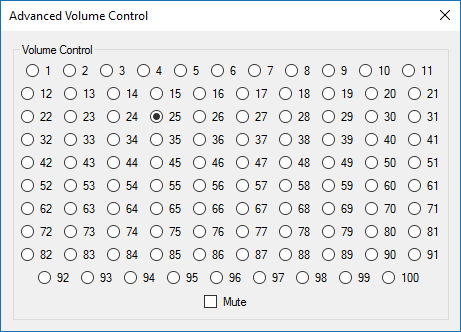 Advanced Volume Control
Volume Control
1 2 3 4 5 6 7 8 9 10 11
12 13 14 15 16 17 18 19 20 21
22 23 24 25 26 27 28 29 30 31
32 33 34 35 36 37 38 39 40 41
42 43 44 45 46 47 48 49 50 51
52 53 54 55 56 57 58 59 60 61
62 63 64 65 66 67 68 69 70 71
72 73 74 75 76 77 78 79 80 81
82 83 84 85 86 87 88 89 90 91
92 93 94 95 96 97 98 99 100
Mute